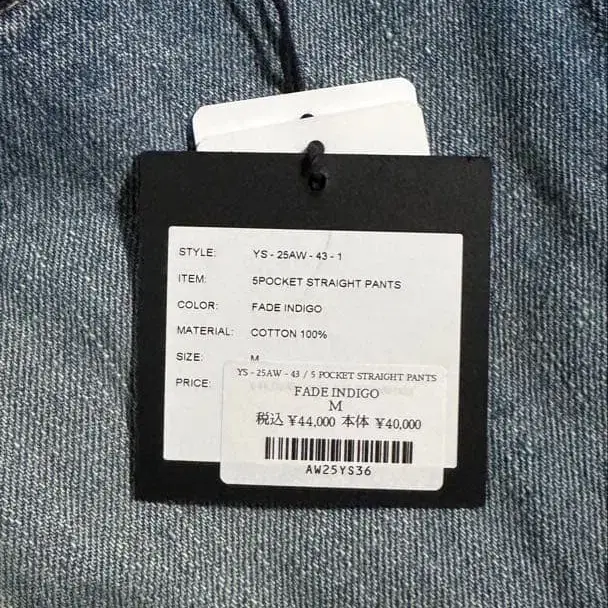 STYLE: YS - 25AW - 43 - 1
ITEM: 5POCKET STRAIGHT PANTS
COLOR: FADE INDIGO
MATERIAL: COTTON 100%
SIZE: M
PRICE:
YS - 25AW - 43 / 5 POCKET STRAIGHT PANTS
FADE INDIGO
M
税込 ¥44,000 本体 ¥40,000
AW25YS36